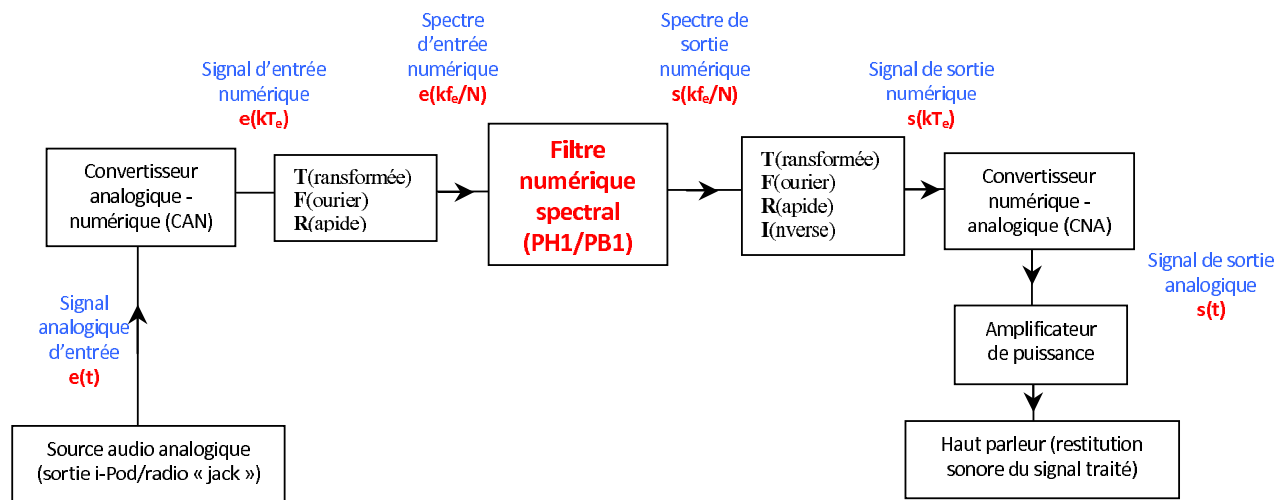 Signal d'entrée
numérique
e(kTₑ)
Spectre
d'entrée
numérique
e(kfₑ/N)
Spectre de
sortie
numérique
s(kfₑ/N)
Signal de sortie
numérique
s(kTₑ)
Convertisseur
analogique -
numérique (CAN)
T(ransformée)
F(ourier)
R(apide)
Filtre
numérique
spectral
(PH1/PB1)
T(ransformée)
F(ourier)
R(apide)
I(nverse)
Convertisseur
numérique -
analogique (CNA)
Signal
analogique
d'entrée
e(t)
Signal de sortie
analogique
s(t)
Amplificateur
de puissance
Source audio analogique
(sortie i-Pod/radio « jack »)
Haut parleur (restitution
sonore du signal traité)